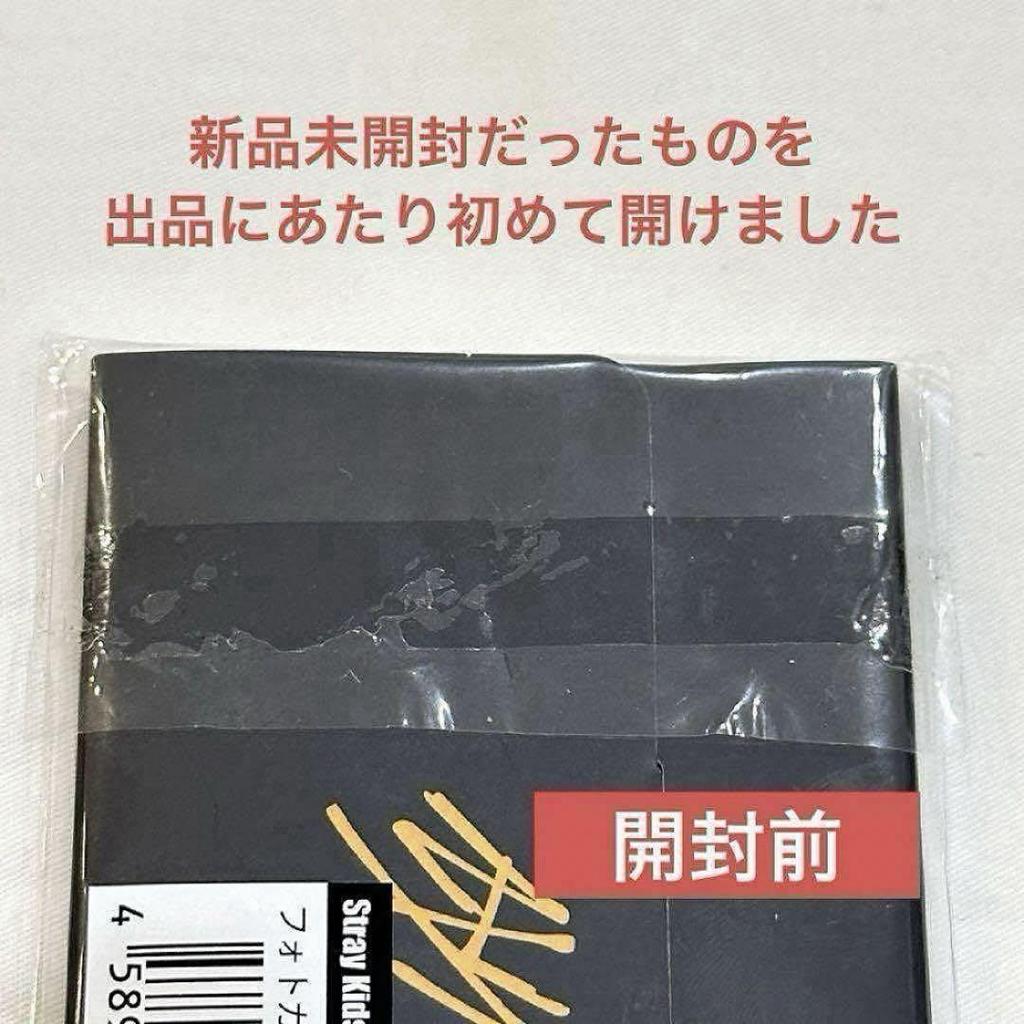 新品未開封だったものを
出品にあたり初めて開けました
開封前
Stray Kids
フォトカ
4 589